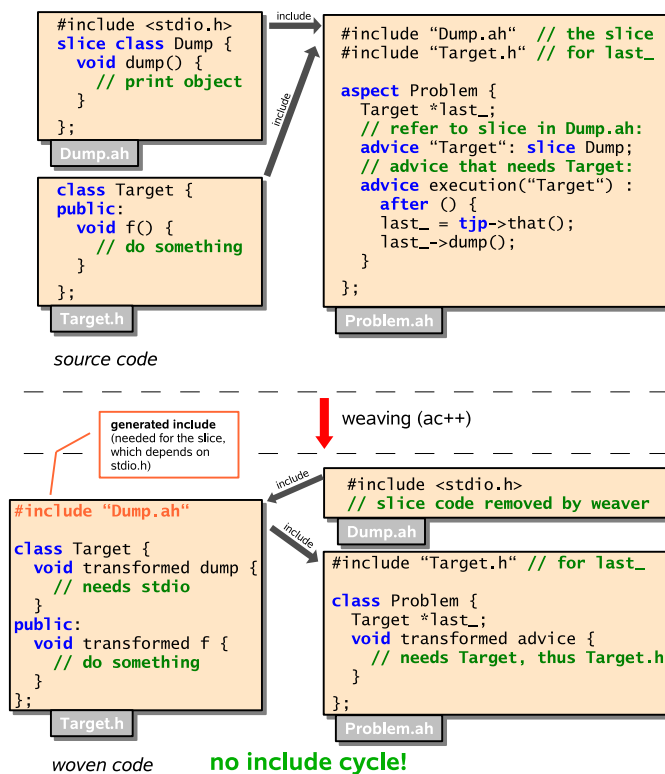 #include <stdio.h>
slice class Dump {
void dump() {
// print object
}
};
Dump.ah
include
include
class Target {
public:
void f() {
// do something
}
};
Target.h
source code
#include “Dump.ah“ // the slice
#include “Target.h“ // for last_
aspect Problem {
Target *last_;
// refer to slice in Dump.ah:
advice “Target“: slice Dump;
// advice that needs Target:
advice execution(“Target“) :
after () {
last_ = tjp->that();
last_->dump();
}
};
Problem.ah
weaving (ac++)
generated include
(needed for the slice,
which depends on
stdio.h)
#include “Dump.ah“
class Target {
void transformed dump {
// needs stdio
}
public:
void transformed f {
// do something
}
};
Target.h
include
include
#include <stdio.h>
// slice code removed by weaver
Dump.ah
#include “Target.h“ // for last_
class Problem {
Target *last_;
void transformed advice {
// needs Target, thus Target.h
}
};
Problem.ah
woven code
no include cycle!